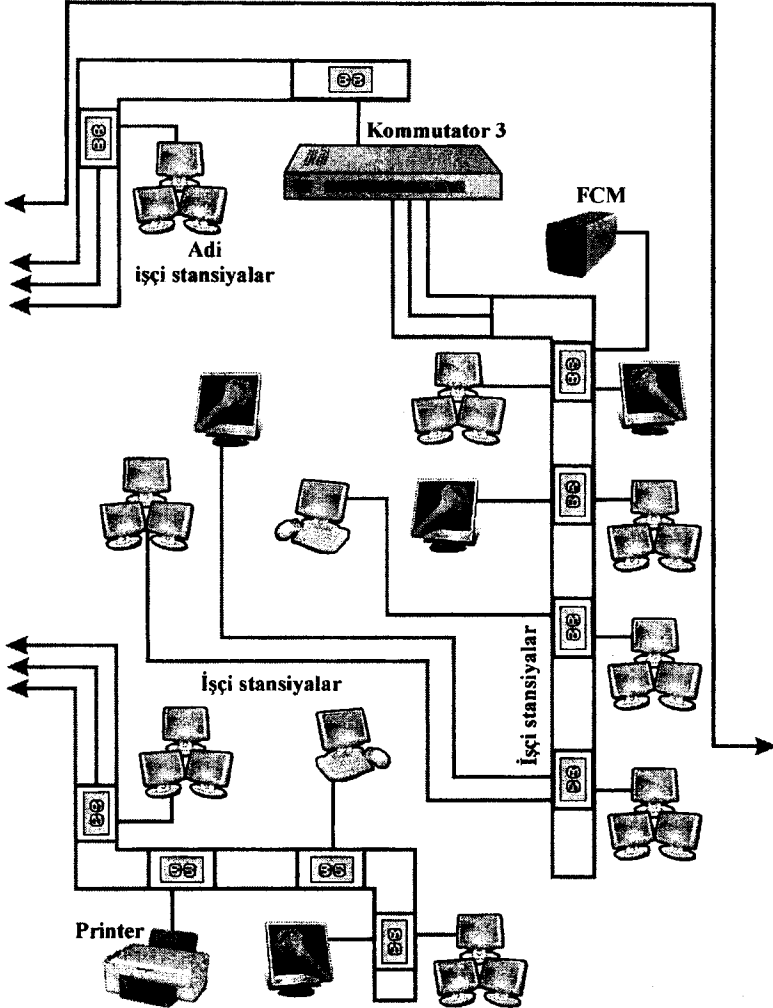 Kommutator 3
FCM
Adi
işçi stansiyalar
İşçi stansiyalar
İşçi stansiyalar
Printer